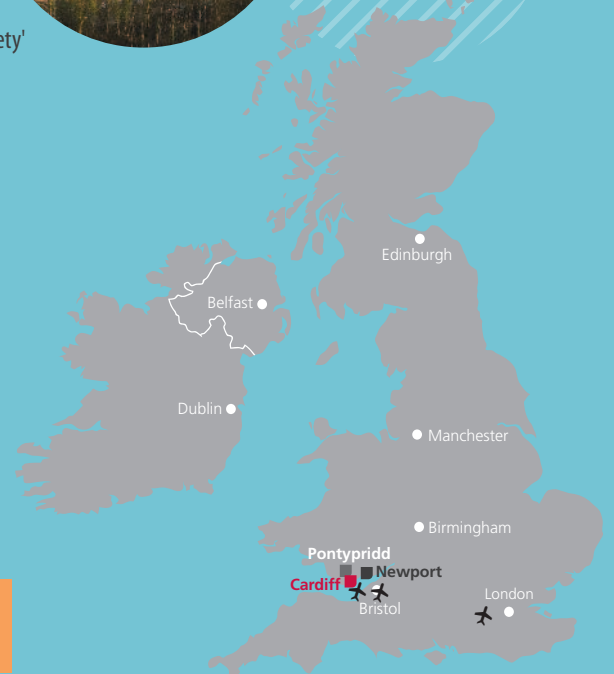 ety'
Edinburgh
Belfast
Dublin
Manchester
Birmingham
Pontypridd
Newport
Cardiff
London
Bristol